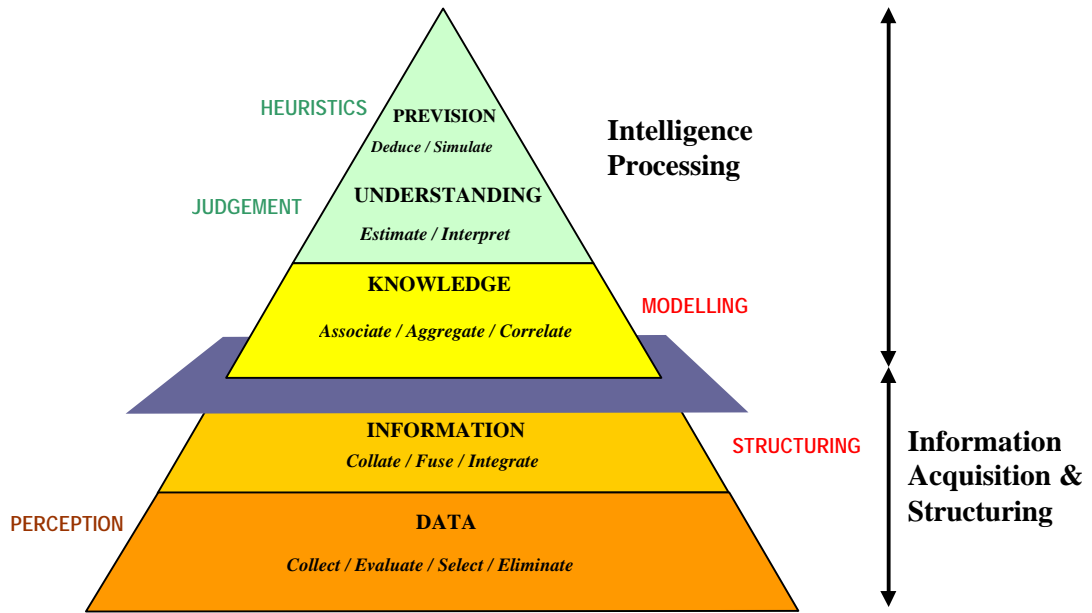 HEURISTICS
PREVISION
Deduce / Simulate
Intelligence
Processing
UNDERSTANDING
JUDGEMENT
Estimate / Interpret
KNOWLEDGE
MODELLING
Associate / Aggregate / Correlate
INFORMATION
STRUCTURING
Collate / Fuse / Integrate
Information
Acquisition &
Structuring
PERCEPTION
DATA
Collect / Evaluate / Select / Eliminate